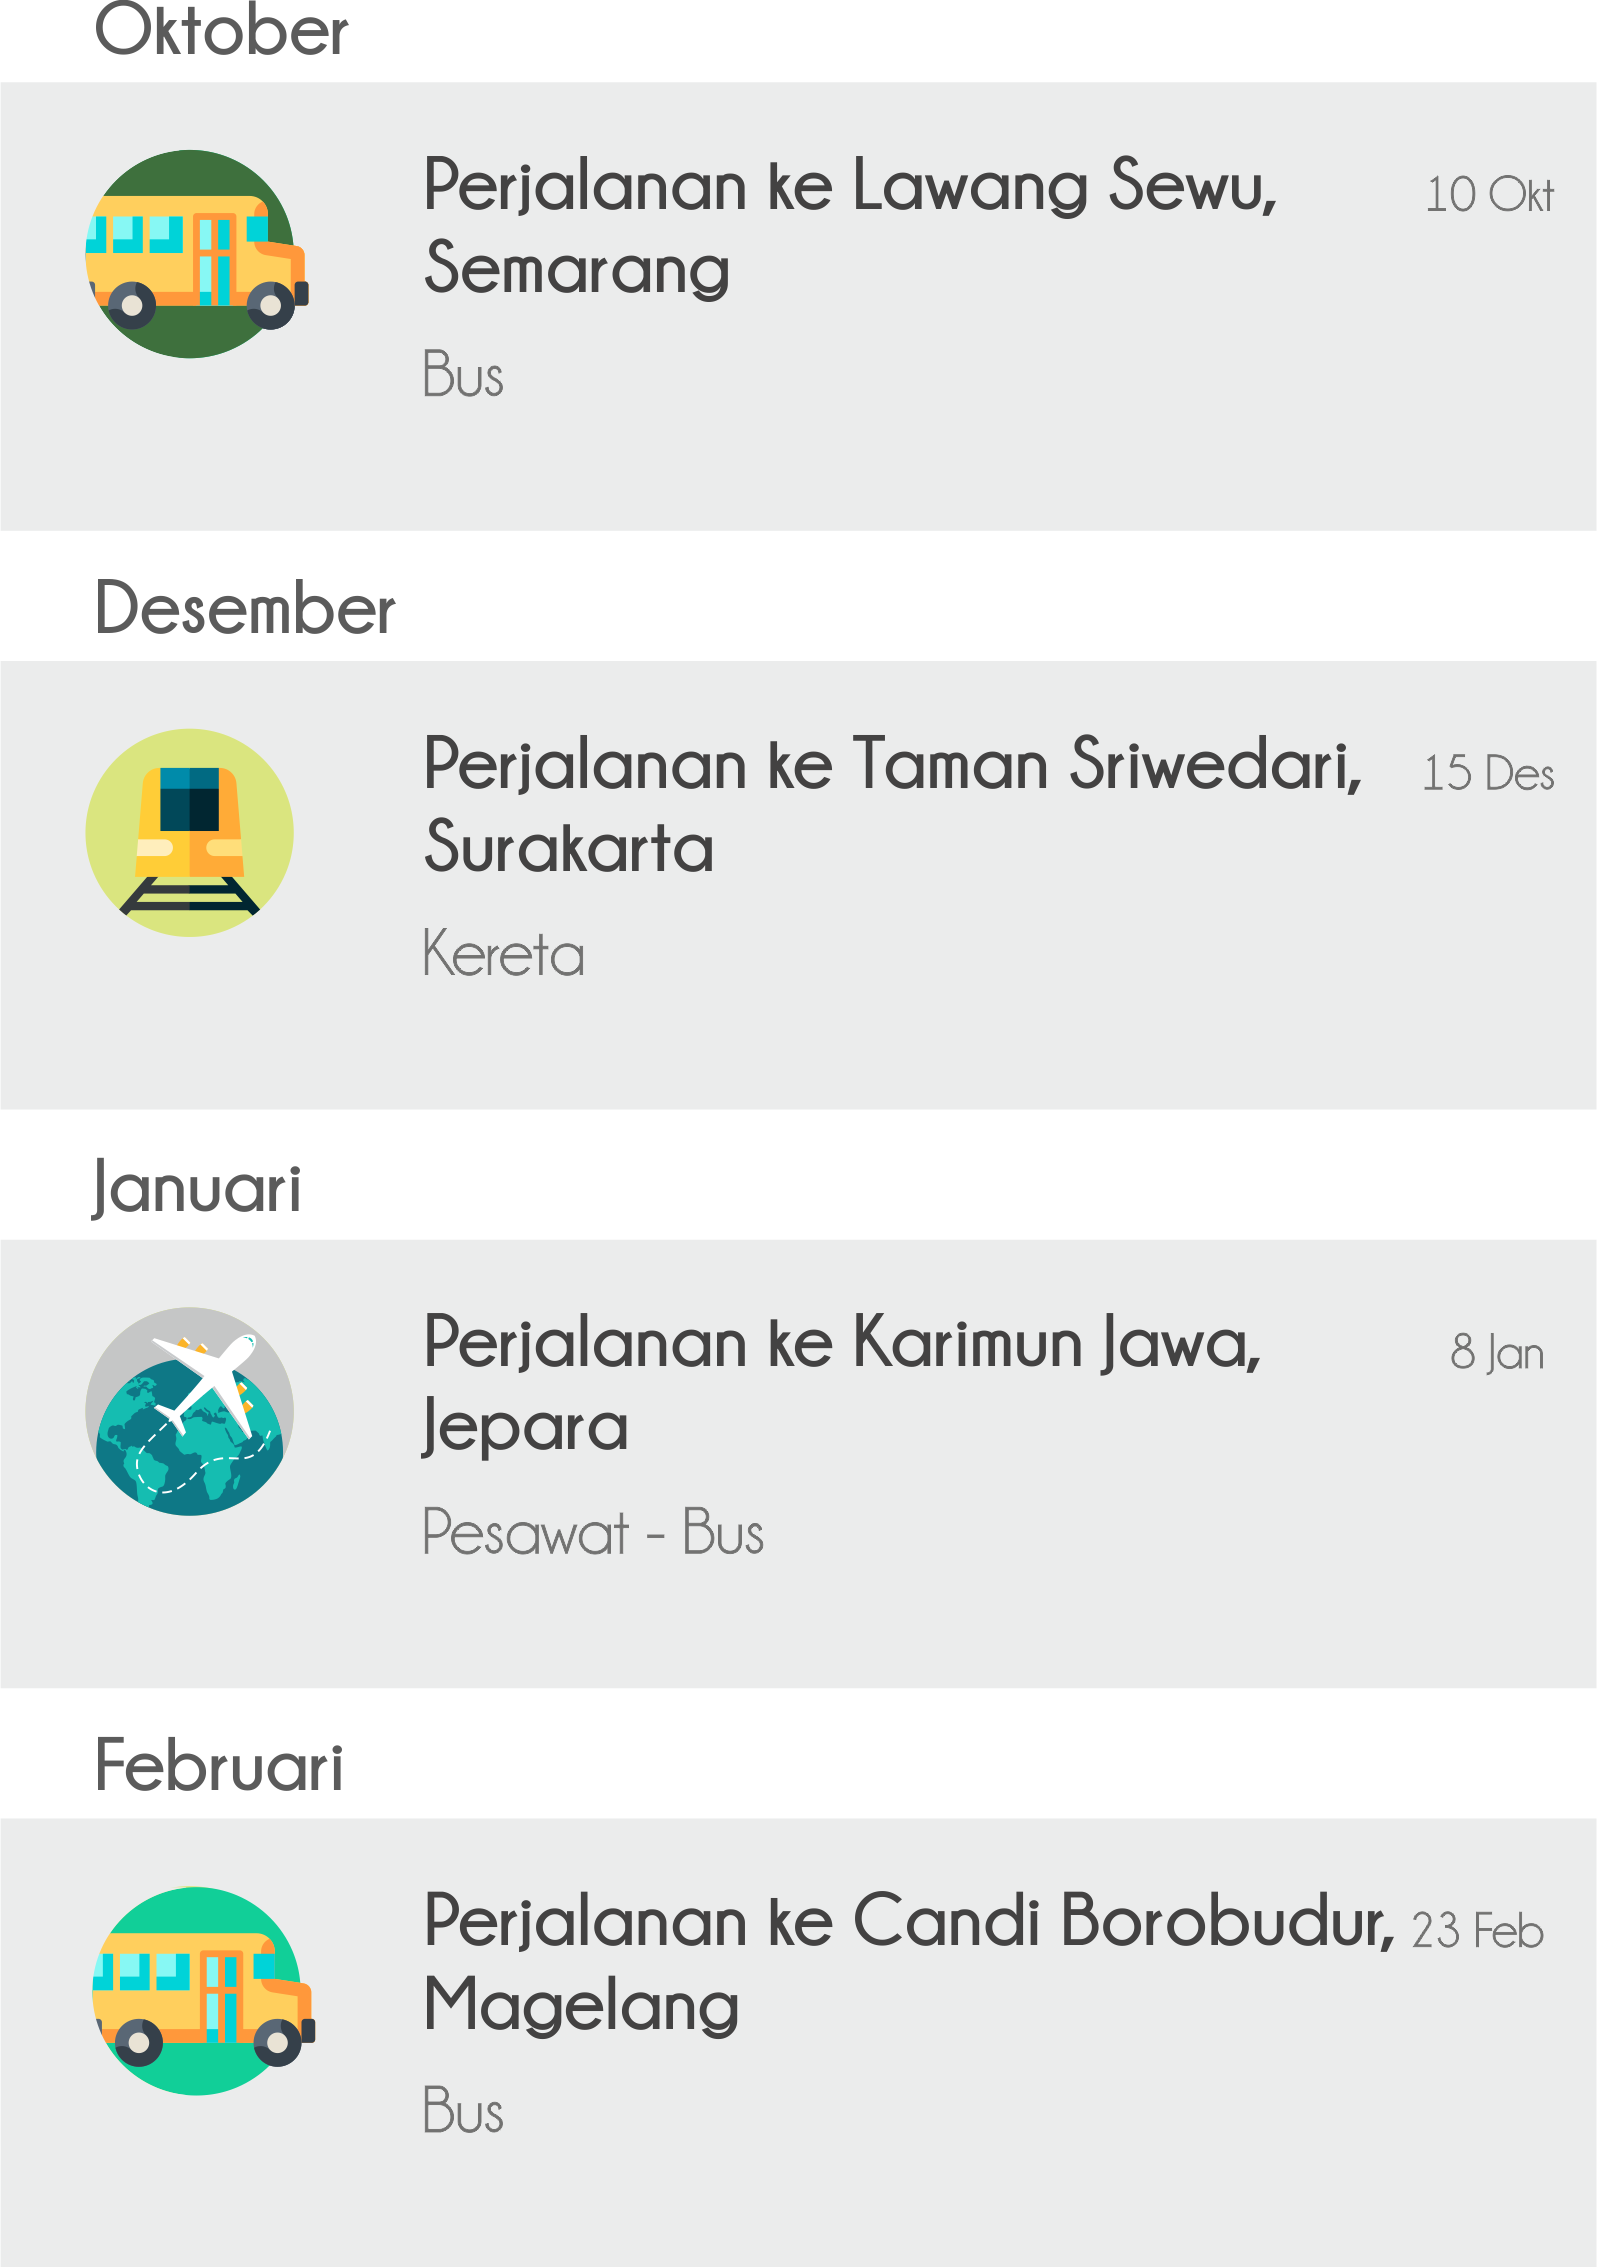 Oktober
Perjalanan ke Lawang Sewu,
10 Okt
Semarang
Bus
Desember
Perjalanan ke Taman Sriwedari,
15 Des
Surakarta
Kereta
Januari
Perjalanan ke Karimun Jawa,
8 Jan
Jepara
Pesawat - Bus
Februari
Perjalanan ke Candi Borobudur,
23 Feb
Magelang
Bus